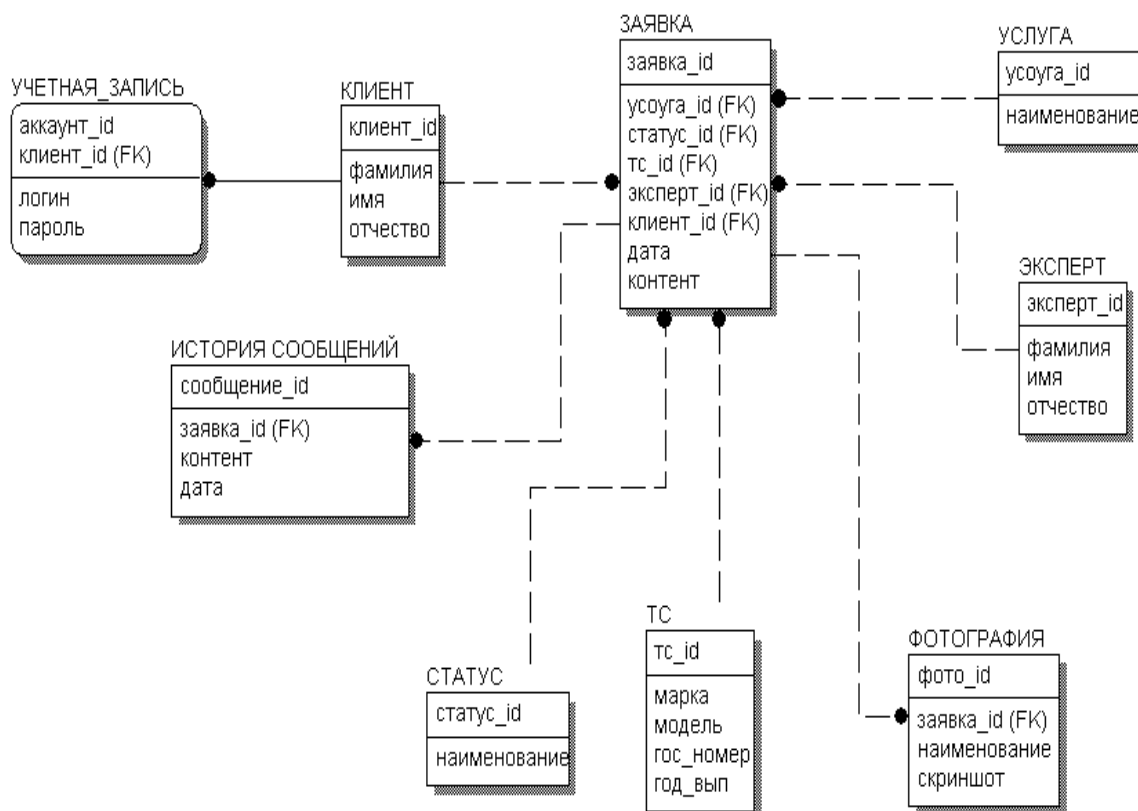 УЧЕТНАЯ_ЗАПИСЬ
аккаунт_id
клиент_id (FK)
логин
пароль
КЛИЕНТ
клиент_id
фамилия
имя
отчество
ЗАЯВКА
заявка_id
усоуга_id (FK)
статус_id (FK)
тс_id (FK)
эксперт_id (FK)
клиент_id (FK)
дата
контент
УСЛУГА
усоуга_id
наименование
ЭКСПЕРТ
эксперт_id
фамилия
имя
отчество
ИСТОРИЯ СООБЩЕНИЙ
сообщение_id
заявка_id (FK)
контент
дата
СТАТУС
статус_id
наименование
ТС
тс_id
марка
модель
гос_номер
год_вып
ФОТОГРАФИЯ
фото_id
заявка_id (FK)
наименование
скриншот